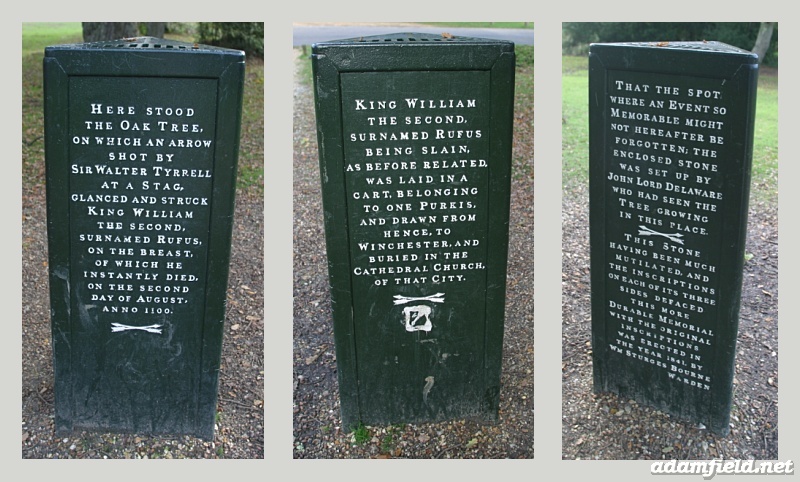 HERE STOOD
THE OAK TREE,
ON WHICH AN ARROW
SHOT BY
SIR WALTER TYRRELL
AT A STAG,
GLANCED AND STRUCK
KING WILLIAM
THE SECOND,
SURNAMED RUFUS,
ON THE BREAST,
OF WHICH HE
INSTANTLY DIED,
ON THE SECOND
DAY OF AUGUST,
ANNO 1100.
KING WILLIAM
THE SECOND,
SURNAMED RUFUS
BEING SLAIN,
AS BEFORE RELATED,
WAS LAID IN A
CART, BELONGING
TO ONE PURKIS,
AND DRAWN FROM
HENCE, TO
WINCHESTER, AND
BURIED IN THE
CATHEDRAL CHURCH,
OF THAT CITY.
THAT THE SPOT
WHERE AN EVENT SO
MEMORABLE MIGHT
NOT HEREAFTER BE
FORGOTTEN; THE
ENCLOSED STONE
WAS SET UP BY
JOHN LORD DELAWARE
WHO HAD SEEN THE
TREE GROWING
IN THIS PLACE.
THIS STONE
HAVING BEEN MUCH
MUTILATED, AND
THE INSCRIPTIONS
ON EACH OF ITS THREE
SIDES DEFACED
THIS MORE
DURABLE MEMORIAL
WITH THE ORIGINAL
INSCRIPTIONS
WAS ERECTED IN
THE YEAR 1841, BY
WM STURGES BOURNE
WARDEN
adamfield.net